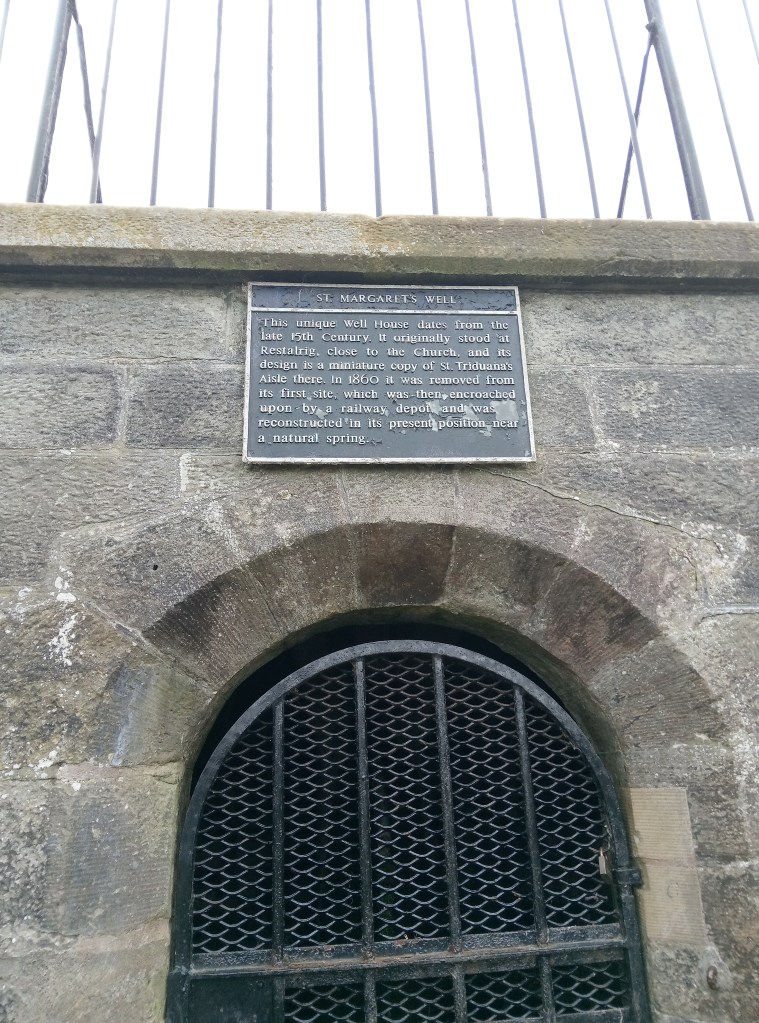 ST. MARGARET'S WELL
This unique Well House dates from the
late 15th Century. It originally stood at
Restalrig, close to the Church, and its
design is a miniature copy of St. Triduana's
Aisle there. In 1860 it was removed from
its first site, which was then encroached
upon by a railway depot, and was
reconstructed in its present position near
a natural spring.